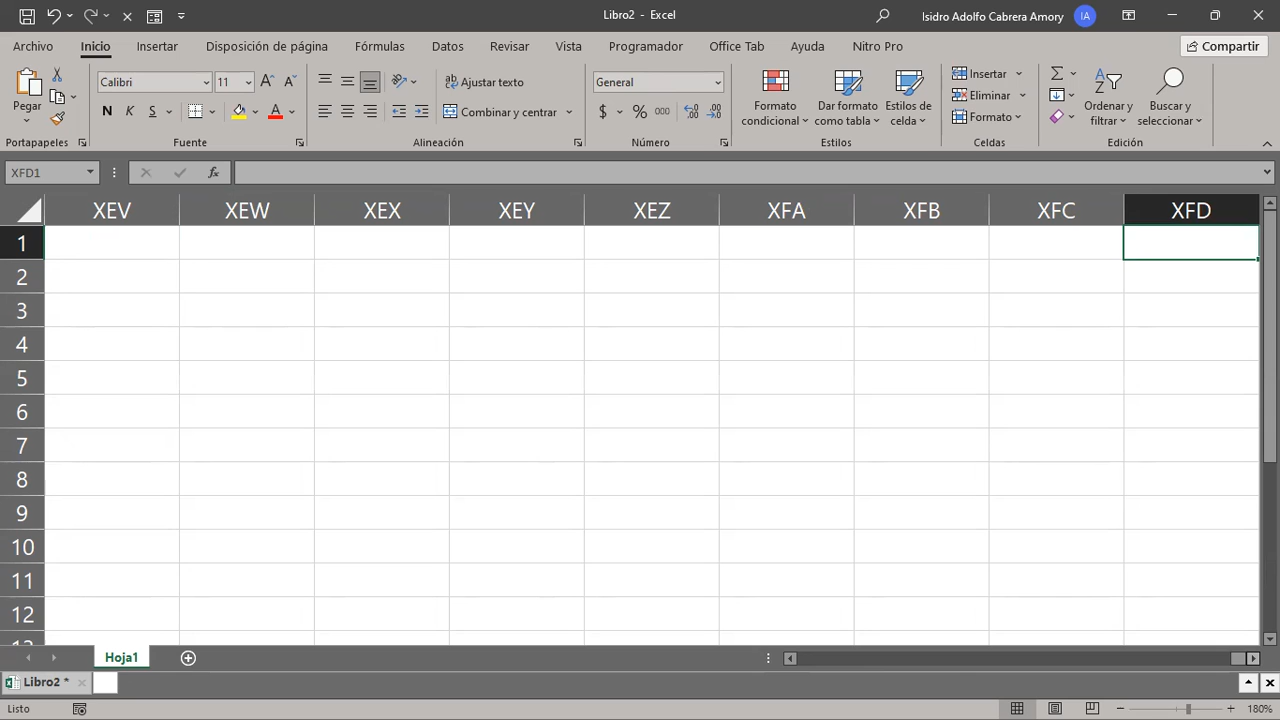 Libro2 - Excel
Isidro Adolfo Cabrera Amory IA
Archivo Inicio Insertar Disposición de página Fórmulas Datos Revisar Vista Programador Office Tab Ayuda Nitro Pro Compartir
Pegar
Calibri 11
N K S
Portapapeles
Fuente
ab Ajustar texto
Combinar y centrar
Alineación
General
$ % 000
Número
Formato condicional
Dar formato como tabla
Estilos de celda
Estilos
Insertar
Eliminar
Formato
Celdas
Ordenar y filtrar
Buscar y seleccionar
Edición
XFD1 fx
XEV XEW XEX XEY XEZ XFA XFB XFC XFD
1
2
3
4
5
6
7
8
9
10
11
12
13
Hoja1
Libro2 *
Listo 180%